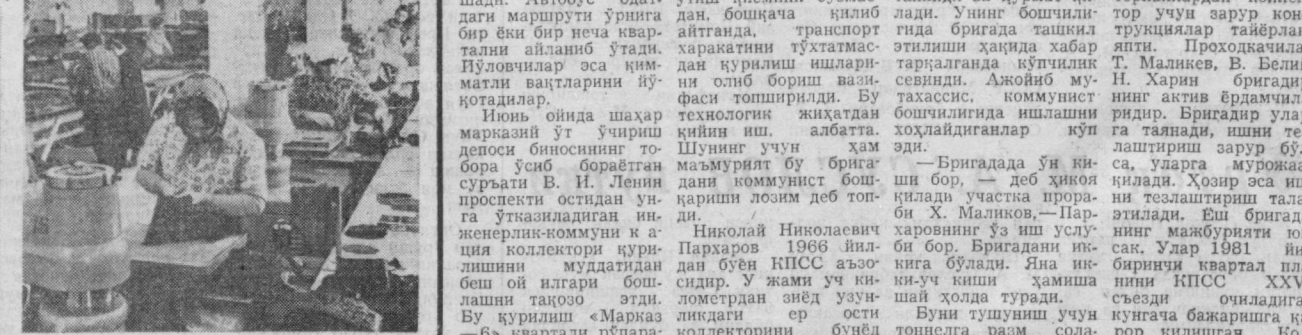 шади. Автобус одат-
даги маршрути ўрнига
бир ёки бир неча квар-
тални айланиб ўтади.
Йўловчилар эса қим-
матли вақтларини йў-
қотадилар.
Июнь ойида шаҳар
марказий ўт ўчириш
депоси биносининг то-
бора ўсиб бораётган
суръати В. И. Ленин
проспекти остидан ун-
га ўтказиладиган ин-
женерлик-коммуни к а-
ция коллектори қури-
лишини муддатидан
беш ой илгари бош-
лашни тақозо этди.
Бу қурилиш «Марказ
—6» квартали рўпара-
дан, бошқача қилиб
айтганда, транспорт
харакатини тўхтатмас-
дан қурилиш ишлари-
ни олиб бориш вази-
фаси топширилди. Бу
технологик жиҳатдан
қийин иш, албатта.
Шунинг учун ҳам
маъмурият бу брига-
дани коммунист бош-
қариши лозим деб топ-
ди.
Николай Николаевич
Пархаров 1966 йил-
дан буён КПСС аъзо-
сидир. У жами уч ки-
лометрдан зиёд узун-
ликдаги ер ости
коллекторини бунёд
лади. Унинг бошчили-
гида бригада ташкил
этилиши ҳақида хабар
тарқалганда кўпчилик
севинди. Ажойиб му-
тахассис, коммунист
бошчилигида ишлашни
хоҳлайдиганлар кўп
эди.
—Бригадада ўн ки-
ши бор, — деб ҳикоя
қилади участка прора-
би Х. Маликов,—Пар-
харовнинг ўз иш услу-
би бор. Бригадани ик-
кига бўлади. Яна ик-
ки-уч киши ҳамиша
шай ҳолда туради.
Буни тушуниш учун
тоннелга разм сола-
тор учун зарур кон
трукциялар тайёрла
япти. Проходкачила
Т. Маликев, В. Бели
Н. Харин бригади
нинг актив ёрдамчил
ридир. Бригадир ула
га таянади, ишни те
лаштириш зарур бў
са, уларга мурожаа
қилади. Ҳозир эса иш
ни тезлаштириш тала
этилади. Ёш бригад
нинг мажбурияти ю
сак. Улар 1981 йи
биринчи квартал пл
нини КПСС XXV
съезди очиладига
кунгача бажаришга қ
рор қилинган.